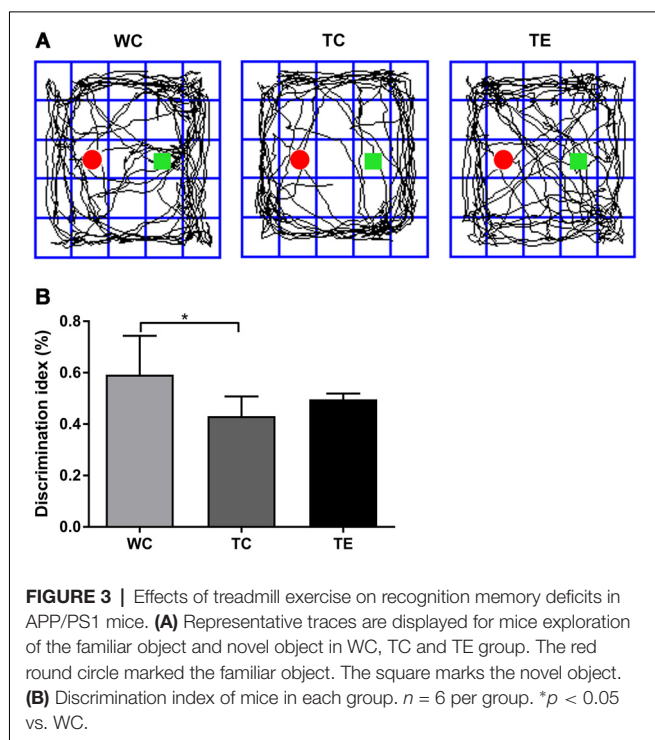 A
WC TC TE
B
*
Discrimination idex (%)
0.8
0.6
0.4
0.2
0.0
WC TC TE
FIGURE 3 | Effects of treadmill exercise on recognition memory deficits in
APP/PS1 mice. (A) Representative traces are displayed for mice exploration
of the familiar object and novel object in WC, TC and TE group. The red
round circle marked the familiar object. The square marks the novel object.
(B) Discrimination index of mice in each group. n = 6 per group. *p < 0.05
vs. WC.